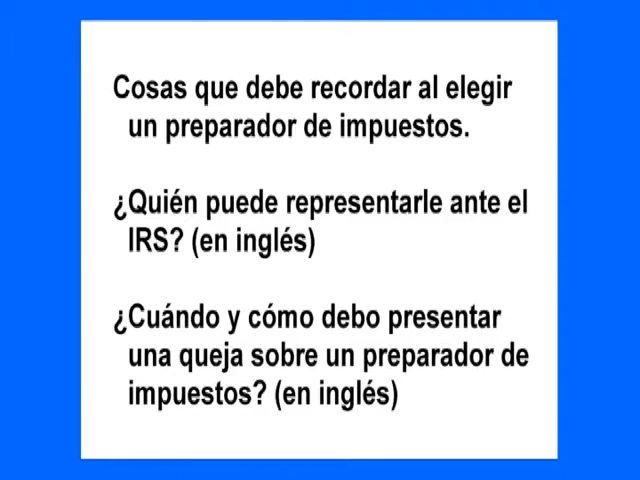 Cosas que debe recordar al elegir
un preparador de impuestos.
¿Quién puede representarle ante el
IRS? (en inglés)
¿Cuándo y cómo debo presentar
una queja sobre un preparador de
impuestos? (en inglés)